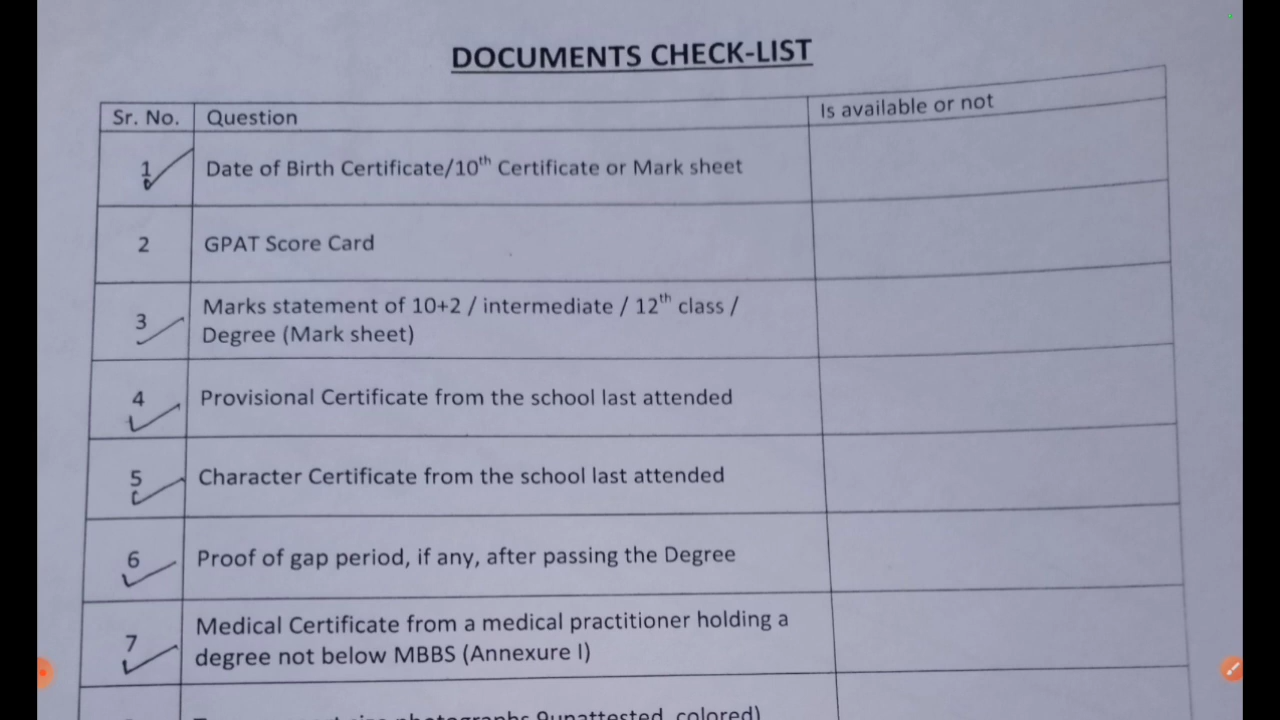 DOCUMENTS CHECK-LIST
Sr. No. Question Is available or not
1 Date of Birth Certificate/10th Certificate or Mark sheet
2 GPAT Score Card
3 Marks statement of 10+2 / intermediate / 12th class /
Degree (Mark sheet)
4 Provisional Certificate from the school last attended
5 Character Certificate from the school last attended
6 Proof of gap period, if any, after passing the Degree
7 Medical Certificate from a medical practitioner holding a
degree not below MBBS (Annexure I)
photographs 9unattested, colored)